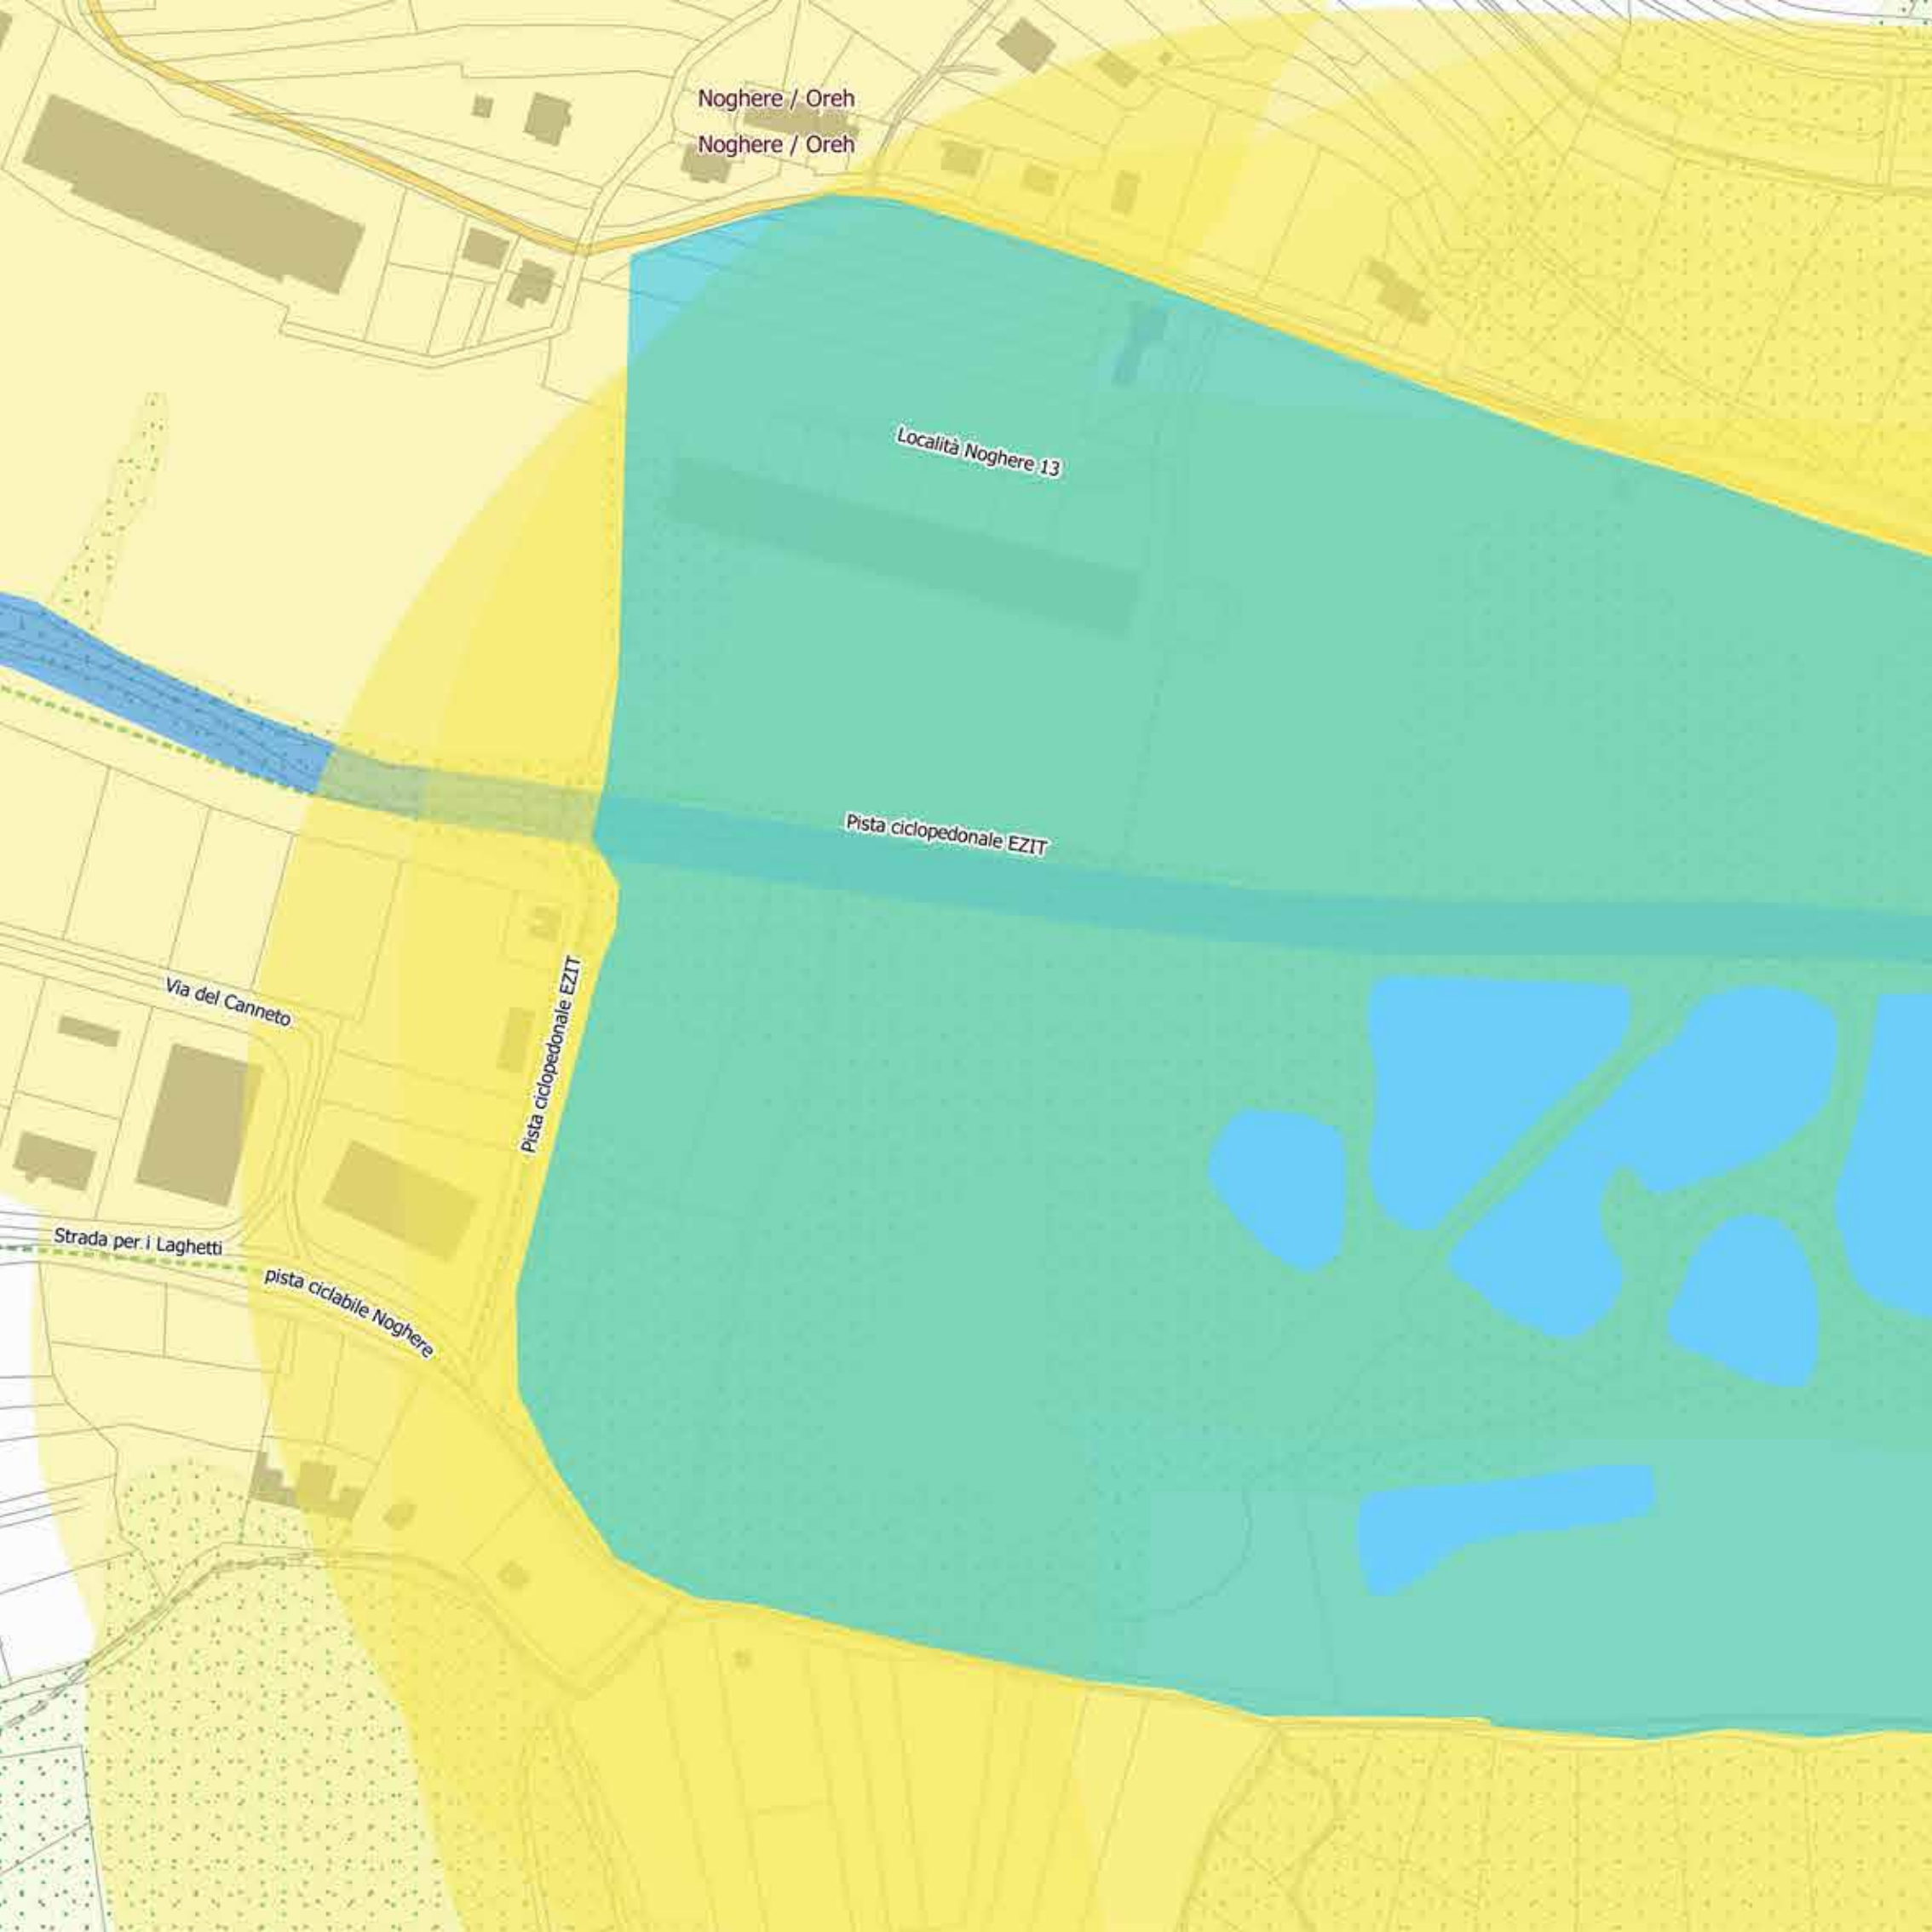 Noghere / Oreh
Noghere / Oreh
Località Noghere 13
Pista ciclopedonale EZIT
Via del Canneto
Pista ciclopedonale EZIT
Strada per i Laghetti
pista ciclabile Noghere